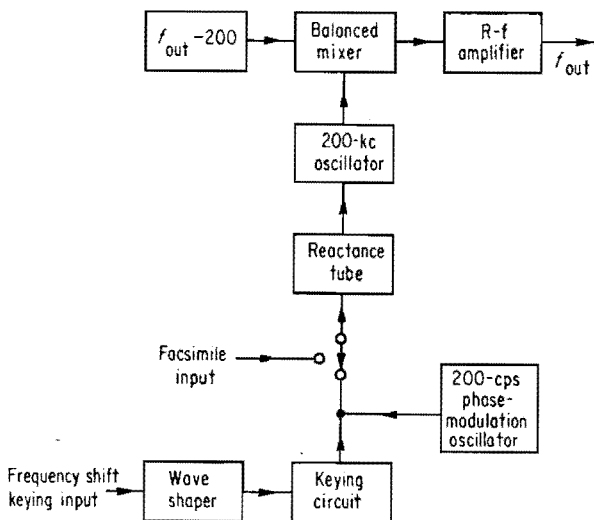 f out -200
Balanced
mixer
R-f
amplifier
f out
200-kc
oscillator
Reactance
tube
Facsimile
input
200-cps
phase-
modulation
oscillator
Frequency shift
keying input
Wave
shaper
Keying
circuit